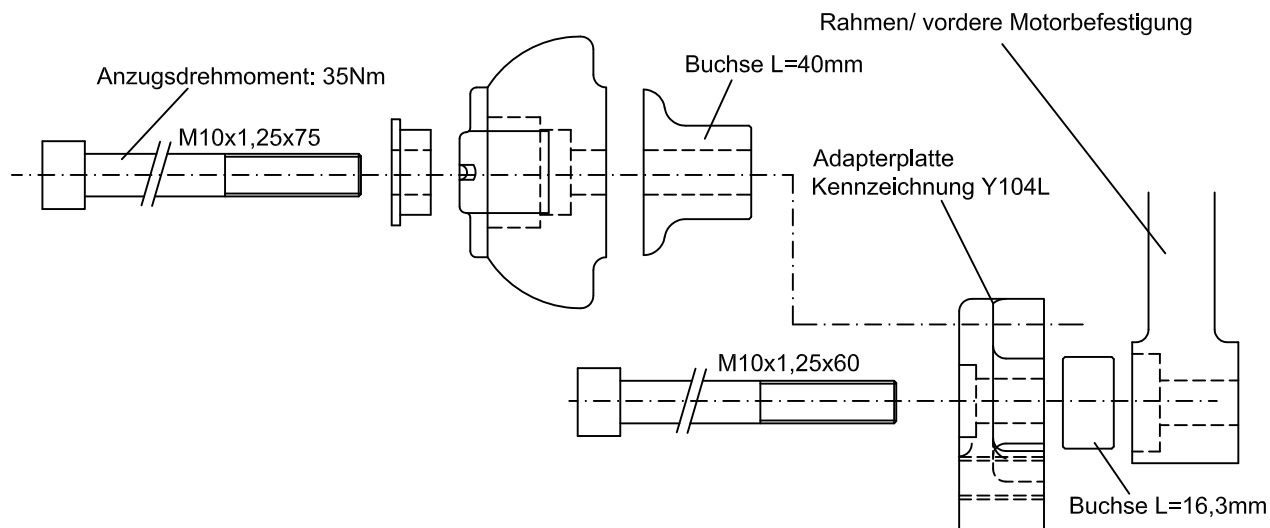 Rahmen/ vordere Motorbefestigung
Anzugsdrehmoment: 35Nm
Buchse L=40mm
M10x1,25x75
Adapterplatte
Kennzeichnung Y104L
M10x1,25x60
Buchse L=16,3mm